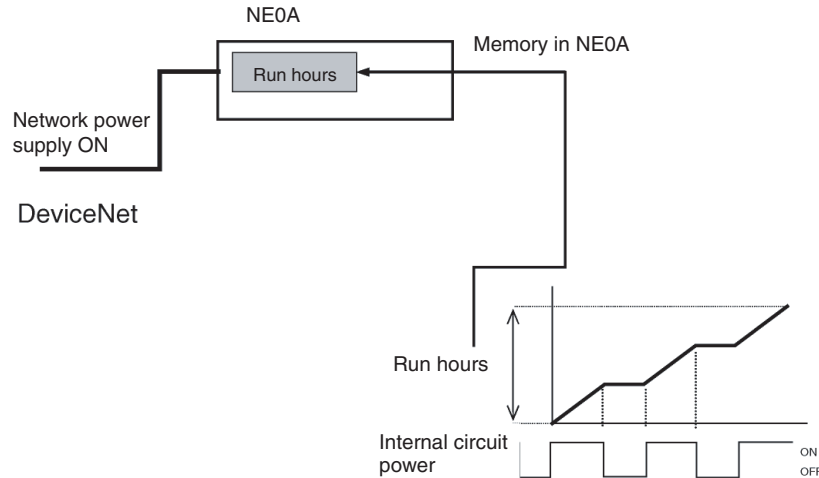 NE0A
Memory in NE0A
Run hours
Network power
supply ON
DeviceNet
Run hours
Internal circuit
power
ON
OFF